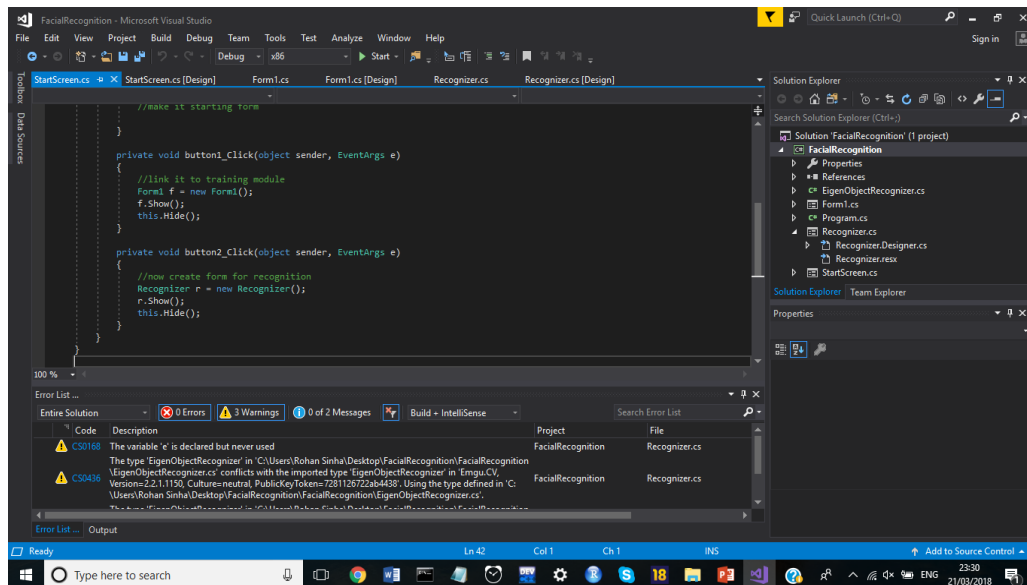 FacialRecognition - Microsoft Visual Studio
Quick Launch (Ctrl+Q)
File Edit View Project Build Debug Team Tools Test Analyze Window Help
Sign in
Debug x86 Start
StartScreen.cs StartScreen.cs [Design] Form1.cs Form1.cs [Design] Recognizer.cs Recognizer.cs [Design]
Toolbox
Data Sources
//make it starting form
}
private void button1_Click(object sender, EventArgs e)
{
//link it to training module
Form1 f = new Form1();
f.Show();
this.Hide();
}
private void button2_Click(object sender, EventArgs e)
{
//now create form for recognition
Recognizer r = new Recognizer();
r.Show();
this.Hide();
}
}
}
100 %
Solution Explorer
Search Solution Explorer (Ctrl+;)
Solution 'FacialRecognition' (1 project)
FacialRecognition
Properties
References
C# EigenObjectRecognizer.cs
Form1.cs
C# Program.cs
Recognizer.cs
Recognizer.Designer.cs
Recognizer.resx
StartScreen.cs
Solution Explorer Team Explorer
Properties
Error List ...
Entire Solution 0 Errors 3 Warnings 0 of 2 Messages Build + IntelliSense Search Error List
Code Description Project File
CS0168 The variable 'e' is declared but never used FacialRecognition Recognizer.cs
The type 'EigenObjectRecognizer' in 'C:\Users\Rohan Sinha\Desktop\FacialRecognition\FacialRecognition
\EigenObjectRecognizer.cs' conflicts with the imported type 'EigenObjectRecognizer' in 'Emgu.CV,
CS0436 Version=2.2.1.1150, Culture=neutral, PublicKeyToken=7281126722ab4438'. Using the type defined in 'C: FacialRecognition Recognizer.cs
\Users\Rohan Sinha\Desktop\FacialRecognition\FacialRecognition\EigenObjectRecognizer.cs'.
Error List ... Output
Ready Ln 42 Col 1 Ch 1 INS Add to Source Control
Type here to search
18
ENG
23:30
21/03/2018